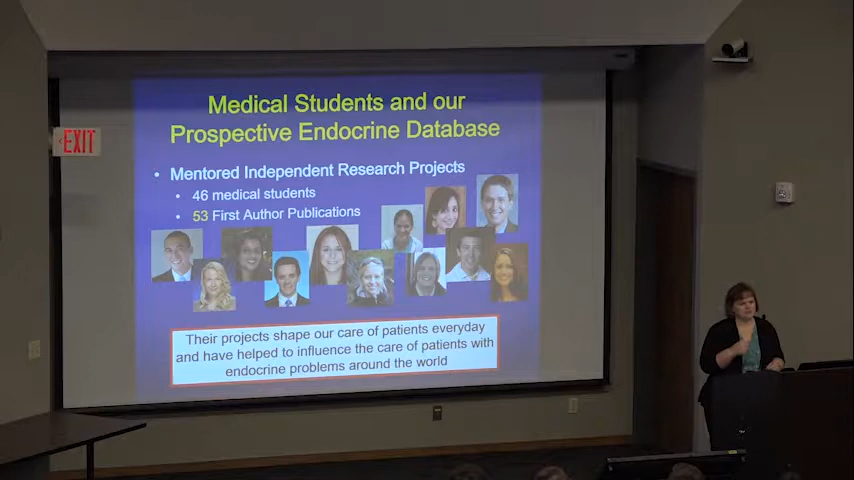 Medical Students and our
Prospective Endocrine Database
EXIT
• Mentored Independent Research Projects
• 46 medical students
• 53 First Author Publications
Their projects shape our care of patients everyday
and have helped to influence the care of patients with
endocrine problems around the world